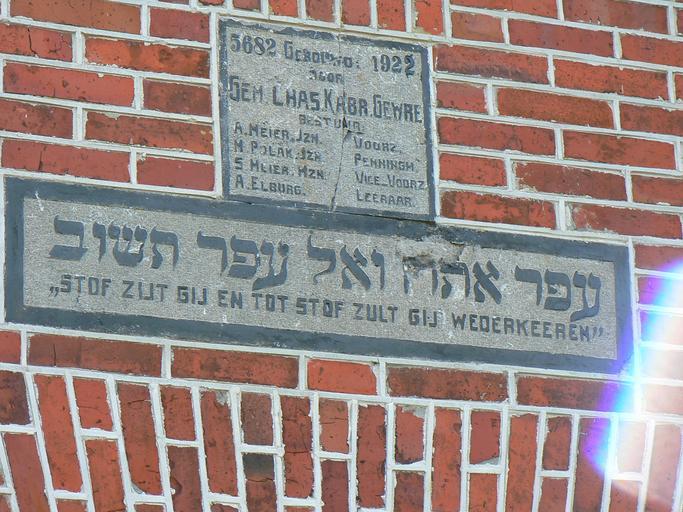 5682 GEBOUWD: 1922
DOOR
GEM. CHAS. KABR. GEWRE
BESTUUR:
A. MEIER, JZN. VOORZ.
M. POLAK, JZN. PENNINGM.
S. MEIER, MZN. VICE-VOORZ.
A. ELBURG. LEERAAR.
עפר אתה ואל עפר תשוב
„STOF ZIJT GIJ EN TOT STOF ZULT GIJ WEDERKEEREN”